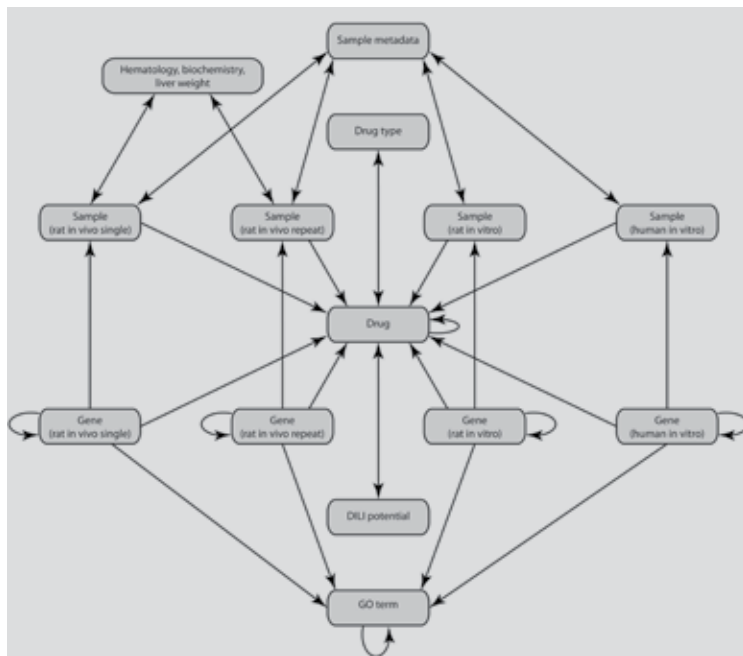 Sample metadata
Hematology, biochemistry,
liver weight
Drug type
Sample
(rat in vivo single)
Sample
(rat in vivo repeat)
Sample
(rat in vitro)
Sample
(human in vitro)
Drug
Gene
(rat in vivo single)
Gene
(rat in vivo repeat)
Gene
(rat in vitro)
Gene
(human in vitro)
DILI potential
GO term